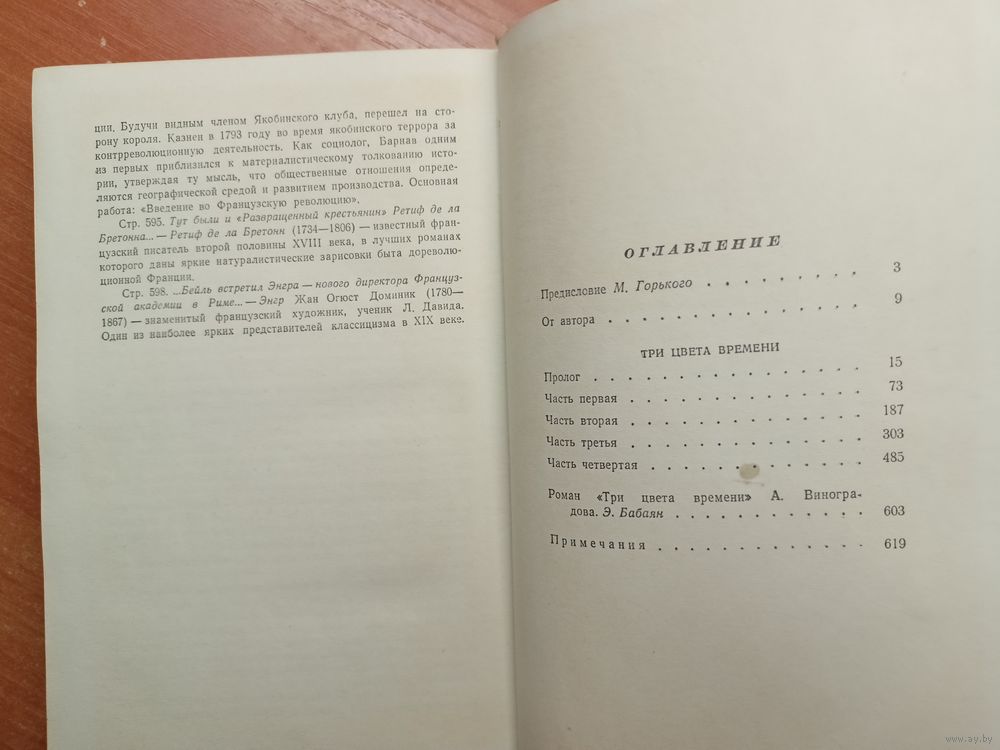 ции. Будучи видным членом Якобинского клуба, перешел на сто-
рону короля. Казнен в 1793 году во время якобинского террора за
контрреволюционную деятельность. Как социолог, Барнав одним
из первых приблизился к материалистическому толкованию исто-
рии, утверждая ту мысль, что общественные отношения опреде-
ляются географической средой и развитием производства. Основная
работа: «Введение во Французскую революцию».
Стр. 595. Тут были и «Развращенный крестьянин» Ретиф де ла
Бретонна... — Ретиф де ла Бретонн (1734—1806) — известный фран-
цузский писатель второй половины XVIII века, в лучших романах
которого даны яркие натуралистические зарисовки быта дореволю-
ционной Франции.
Стр. 598. ...Бейль встретил Энгра — нового директора Француз-
ской академии в Риме... — Энгр Жан Огюст Доминик (1780—
1867) — знаменитый французский художник, ученик Л. Давида.
Один из наиболее ярких представителей классицизма в XIX веке.
ОГЛАВЛЕНИЕ
Предисловие М. Горького . . . . . . . . 3
От автора . . . . . . . . . . . . . . 9
ТРИ ЦВЕТА ВРЕМЕНИ
Пролог . . . . . . . . . . . . . . 15
Часть первая . . . . . . . . . . . . 73
Часть вторая . . . . . . . . . . . . 187
Часть третья . . . . . . . . . . . . 303
Часть четвертая . . . . . . . . . . . 485
Роман «Три цвета времени» А. Виногра-
дова. Э. Бабаян . . . . . . . . . . 603
Примечания . . . . . . . . . . . 619
www.ay.by